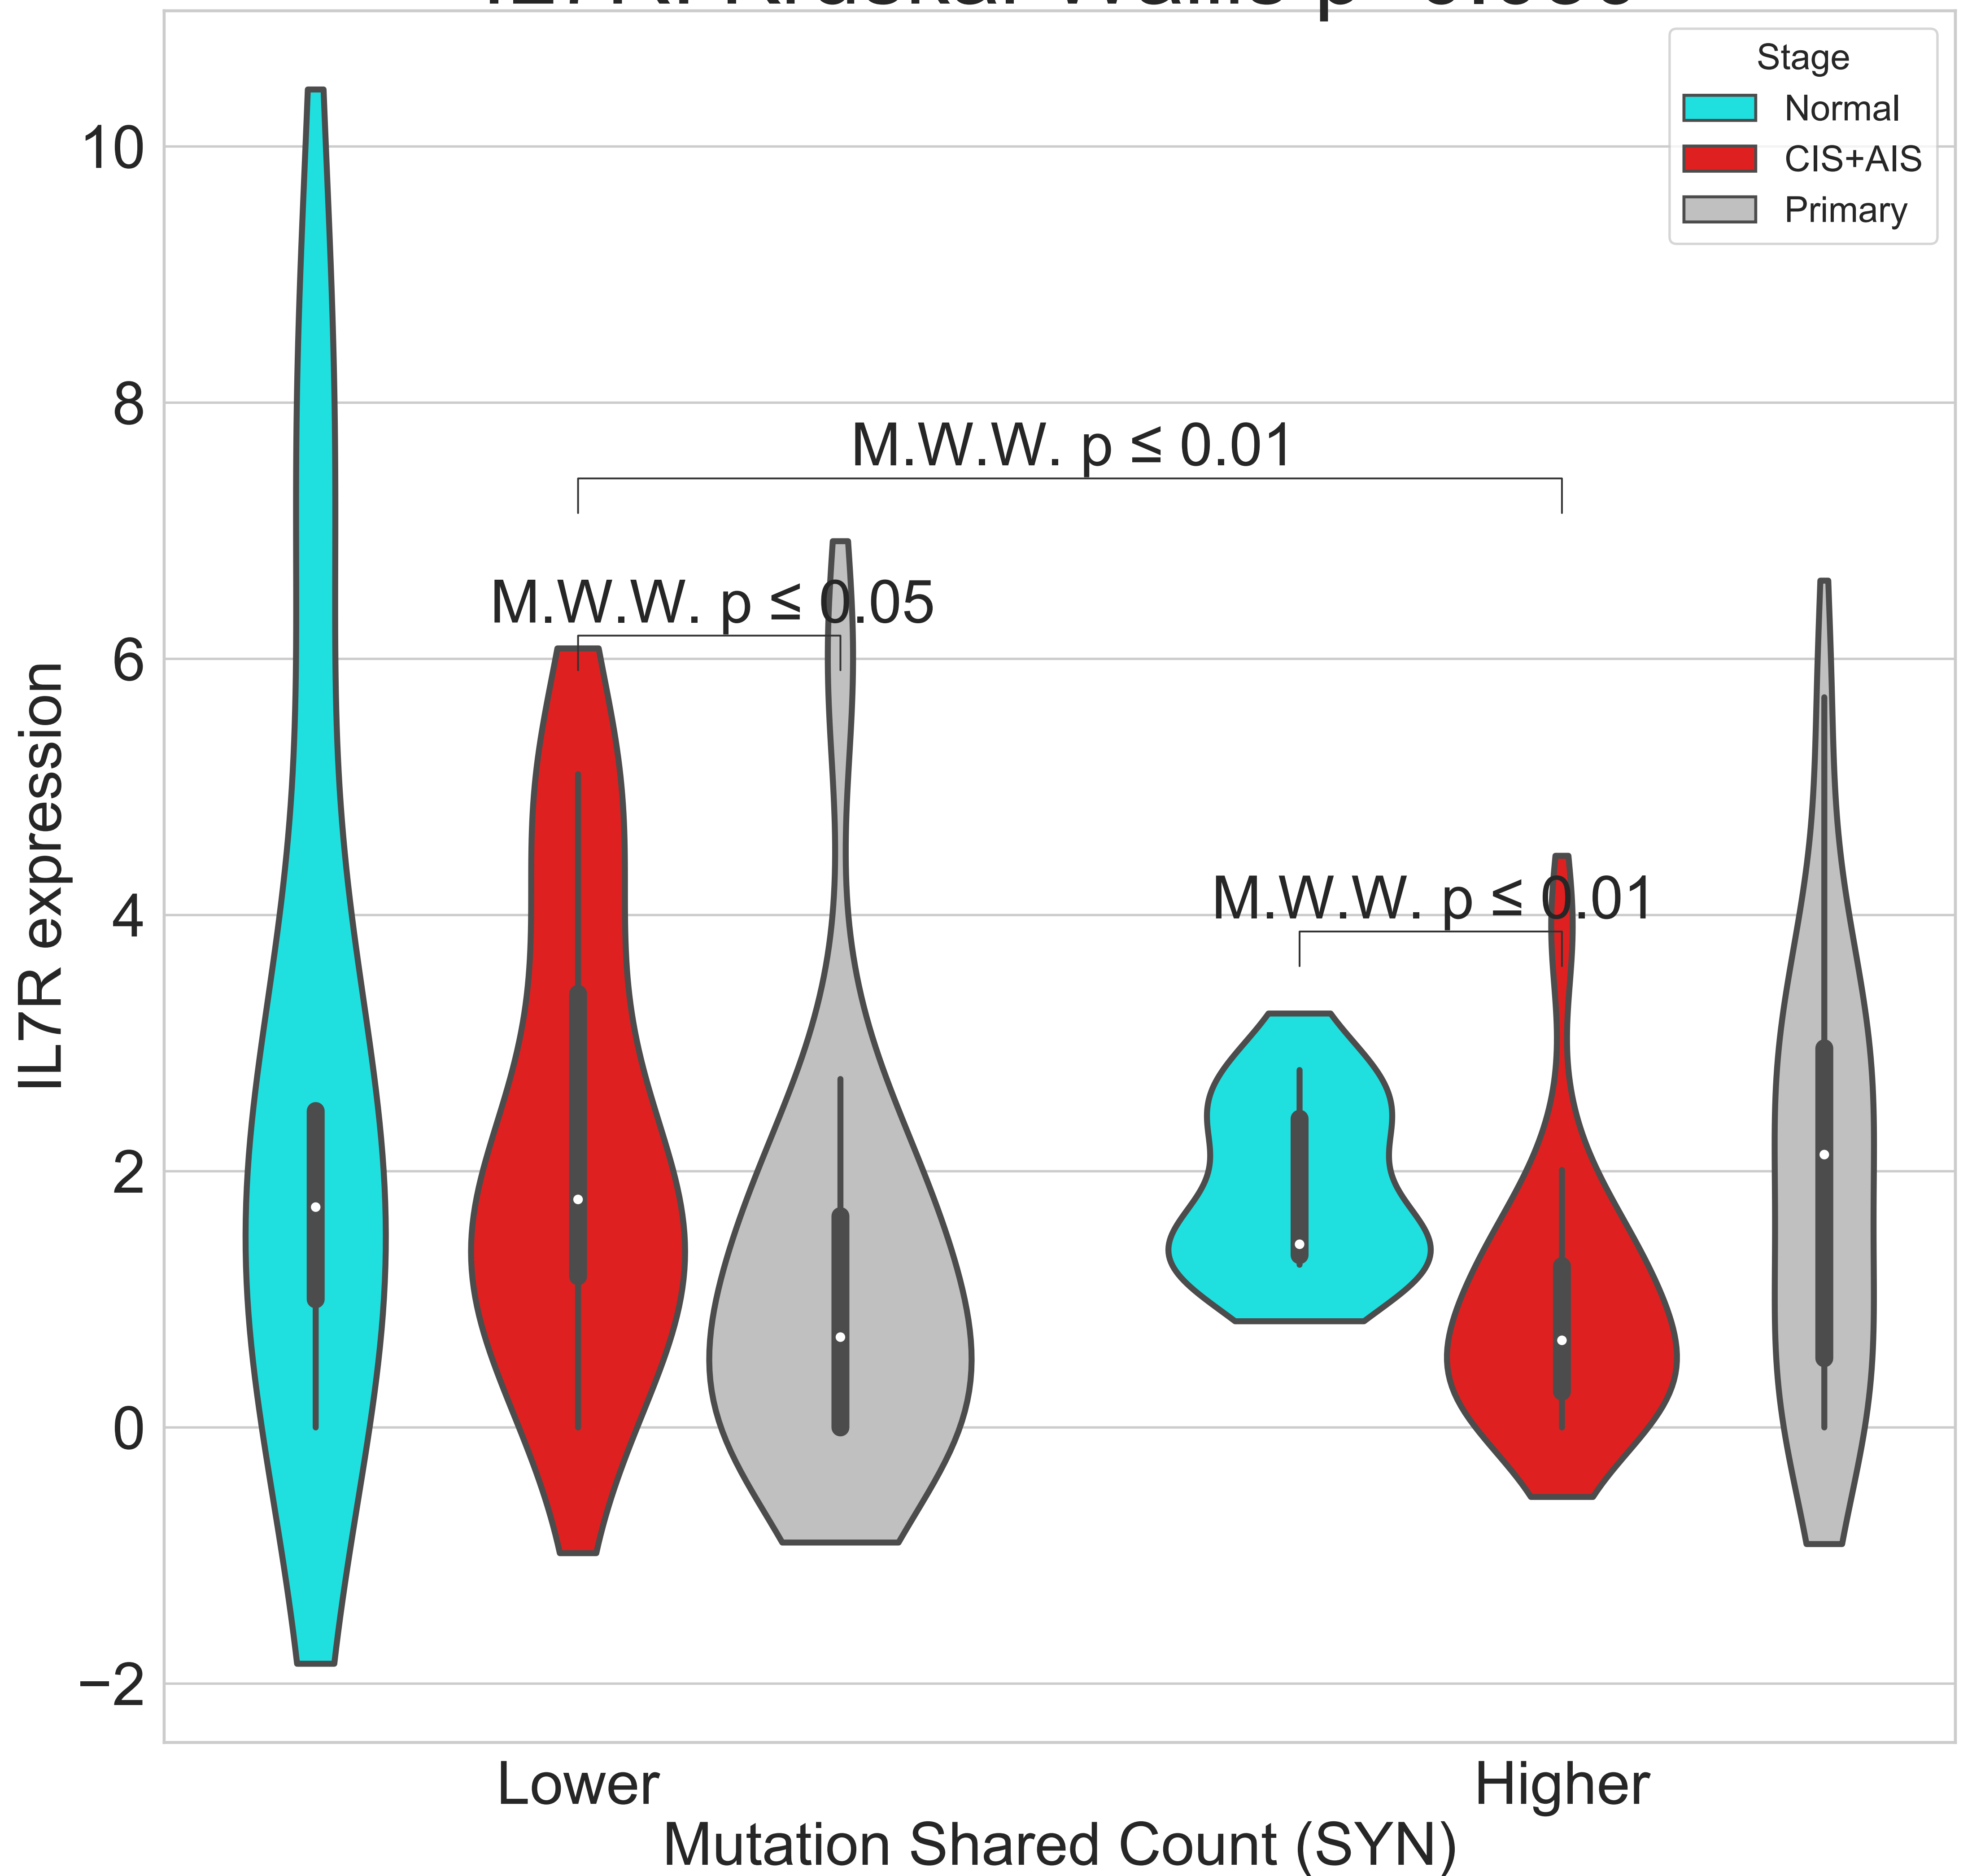 Stage
Normal
CIS+AIS
Primary
10
8
6
4
2
0
−2
IL7R expression
M.W.W. p ≤ 0.01
M.W.W. p ≤ 0.05
M.W.W. p ≤ 0.01
Lower
Higher
Mutation Shared Count (SYN)